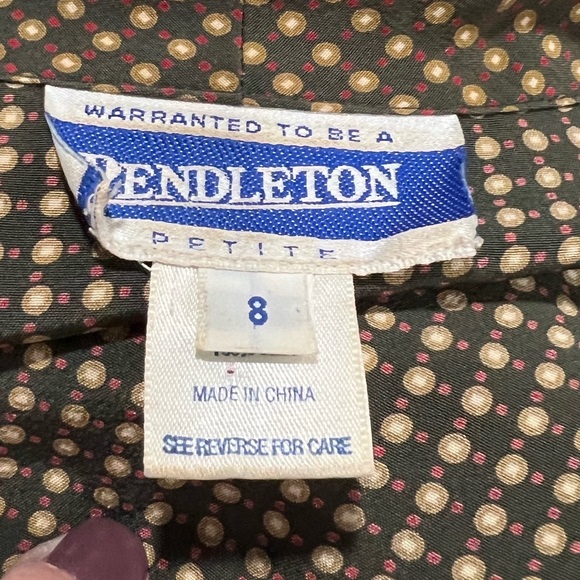 WARRANTED TO BE A
PENDLETON
PETITE
8
MADE IN CHINA
SEE REVERSE FOR CARE